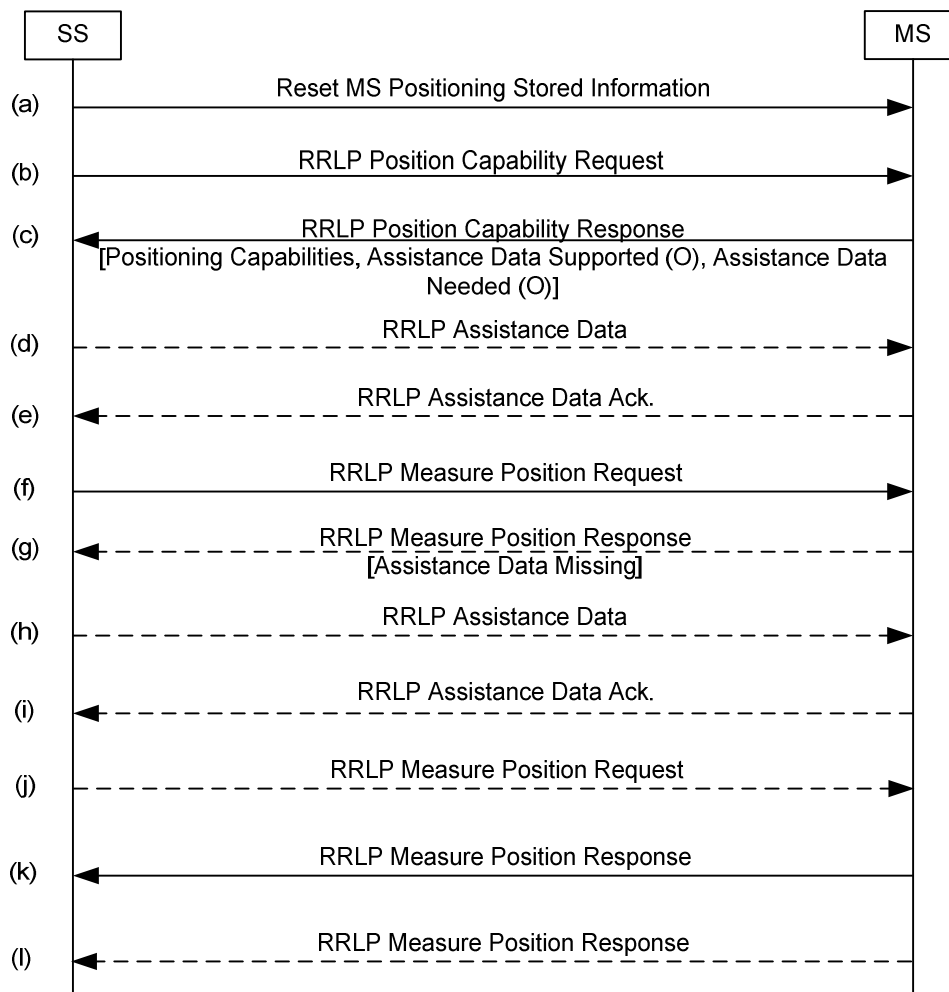 SS
MS
(a)
Reset MS Positioning Stored Information
(b)
RRLP Position Capability Request
(c)
RRLP Position Capability Response
[Positioning Capabilities, Assistance Data Supported (O), Assistance Data
Needed (O)]
(d)
RRLP Assistance Data
(e)
RRLP Assistance Data Ack.
(f)
RRLP Measure Position Request
(g)
RRLP Measure Position Response
[Assistance Data Missing]
(h)
RRLP Assistance Data
(i)
RRLP Assistance Data Ack.
(j)
RRLP Measure Position Request
(k)
RRLP Measure Position Response
(l)
RRLP Measure Position Response